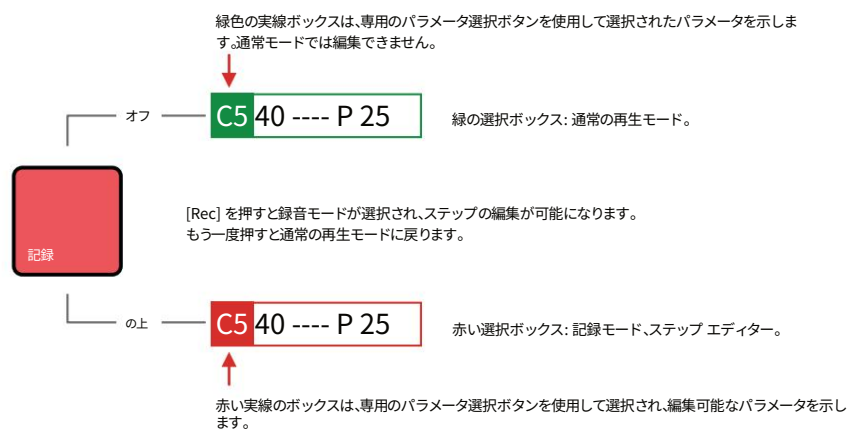 緑色の実線ボックスは、専用のパラメータ選択ボタンを使用して選択されたパラメータを示しま
す。通常モードでは編集できません。
オフ
C5 40 ---- P 25
緑の選択ボックス: 通常の再生モード。
[Rec] を押すと録音モードが選択され、ステップの編集が可能になります。
もう一度押すと通常の再生モードに戻ります。
記録
の上
C5 40 ---- P 25
赤い選択ボックス: 記録モード、ステップ エディター。
赤い実線のボックスは、専用のパラメータ選択ボタンを使用して選択され、編集可能なパラメータを示し
ます。